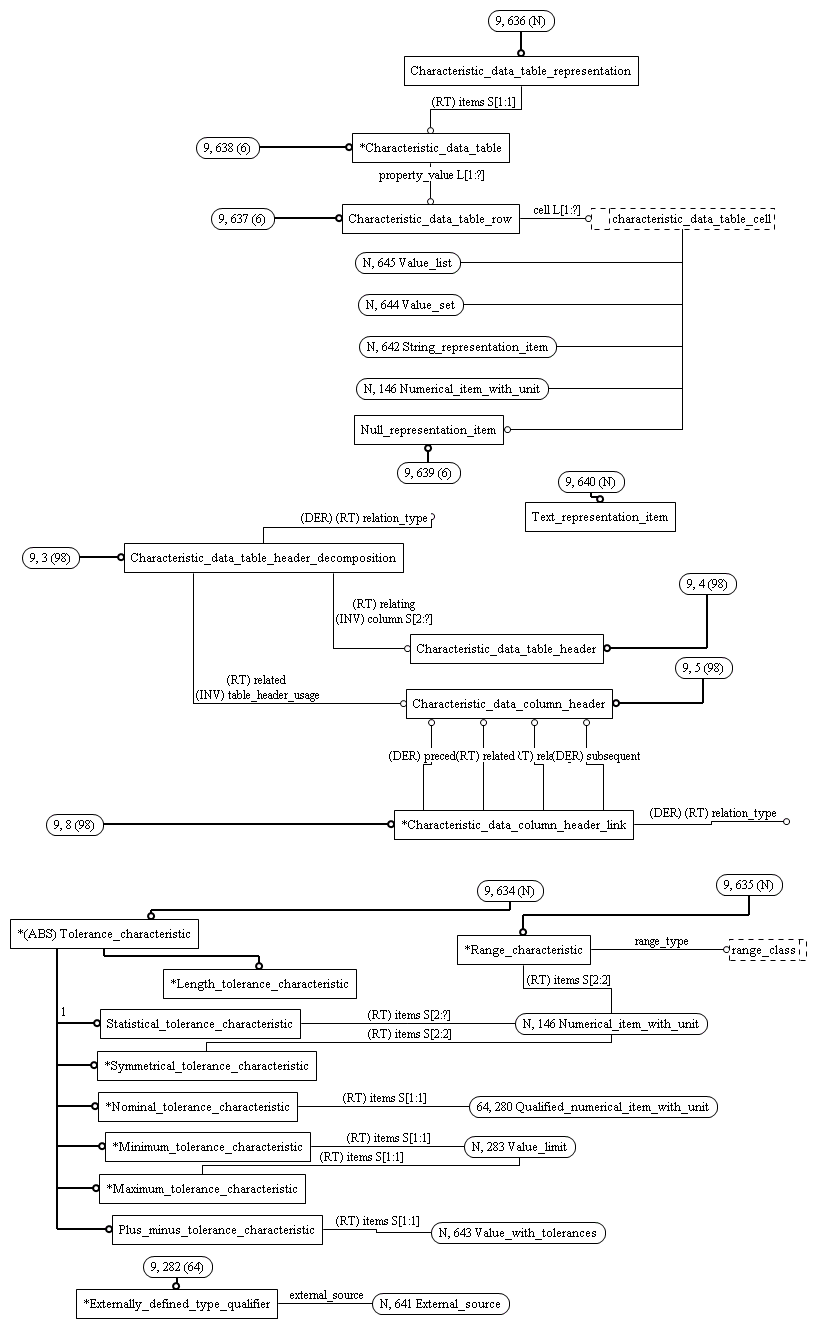 9, 636 (N)
Characteristic_data_table_representation
(RT) items S[1:1]
9, 638 (6)
*Characteristic_data_table
property_value L[1:?]
9, 637 (6)
Characteristic_data_table_row
cell L[1:?]
characteristic_data_table_cell
N, 645 Value_list
N, 644 Value_set
N, 642 String_representation_item
N, 146 Numerical_item_with_unit
Null_representation_item
9, 639 (6)
9, 640 (N)
Text_representation_item
(DER) (RT) relation_type
9, 3 (98)
Characteristic_data_table_header_decomposition
9, 4 (98)
(RT) relating
(INV) column S[2:?]
Characteristic_data_table_header
9, 5 (98)
(RT) related
(INV) table_header_usage
Characteristic_data_column_header
(DER) preced
(RT) related
(DER) subsequent
9, 8 (98)
*Characteristic_data_column_header_link
(DER) (RT) relation_type
9, 634 (N)
9, 635 (N)
*(ABS) Tolerance_characteristic
*Range_characteristic
range_type
range_class
*Length_tolerance_characteristic
(RT) items S[2:2]
1
Statistical_tolerance_characteristic
(RT) items S[2:?]
N, 146 Numerical_item_with_unit
(RT) items S[2:2]
*Symmetrical_tolerance_characteristic
*Nominal_tolerance_characteristic
(RT) items S[1:1]
64, 280 Qualified_numerical_item_with_unit
*Minimum_tolerance_characteristic
(RT) items S[1:1]
N, 283 Value_limit
(RT) items S[1:1]
*Maximum_tolerance_characteristic
Plus_minus_tolerance_characteristic
(RT) items S[1:1]
N, 643 Value_with_tolerances
9, 282 (64)
*Externally_defined_type_qualifier
external_source
N, 641 External_source